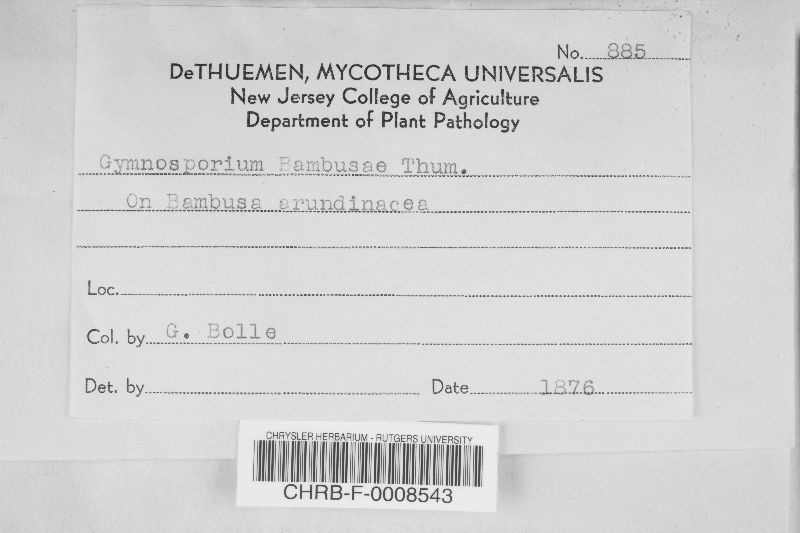 No. 885
DeTHUEMEN, MYCOTHECA UNIVERSALIS
New Jersey College of Agriculture
Department of Plant Pathology
Gymnosporium Bambusae Thum.
On Bambusa arundinacea
Loc.
Col. by G. Bolle
Det. by Date 1876
CHRYSLER HERBARIUM - RUTGERS UNIVERSITY
CHRB-F-0008543